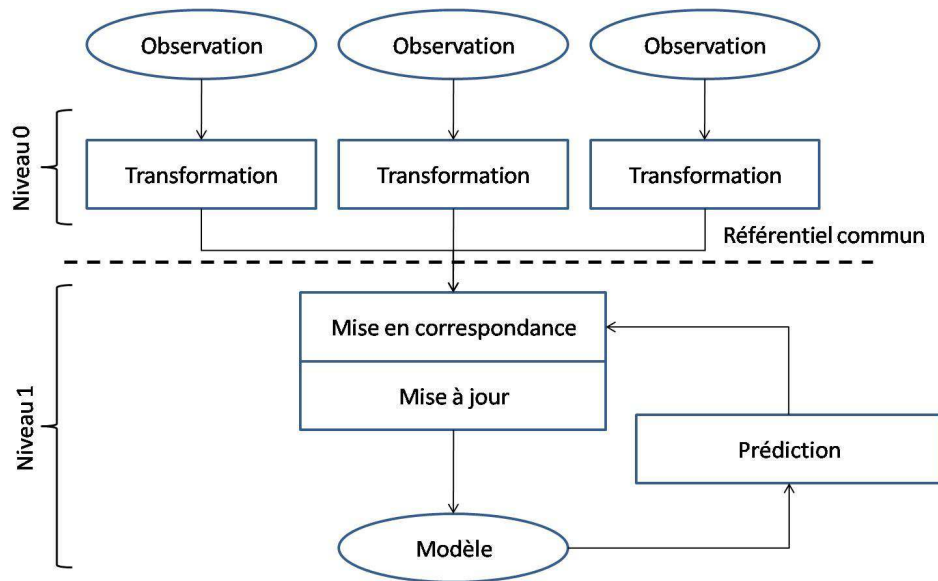 Observation
Observation
Observation
Niveau 0
Transformation
Transformation
Transformation
Référentiel commun
Niveau 1
Mise en correspondance
Mise à jour
Prédiction
Modèle